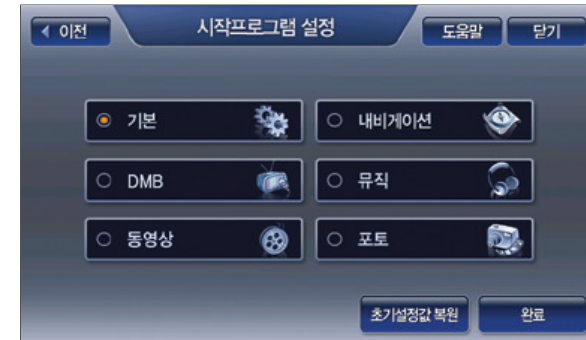 이전 시작프로그램 설정 도움말 닫기
기본 내비게이션
DMB 뮤직
동영상 포토
초기설정값 복원 완료